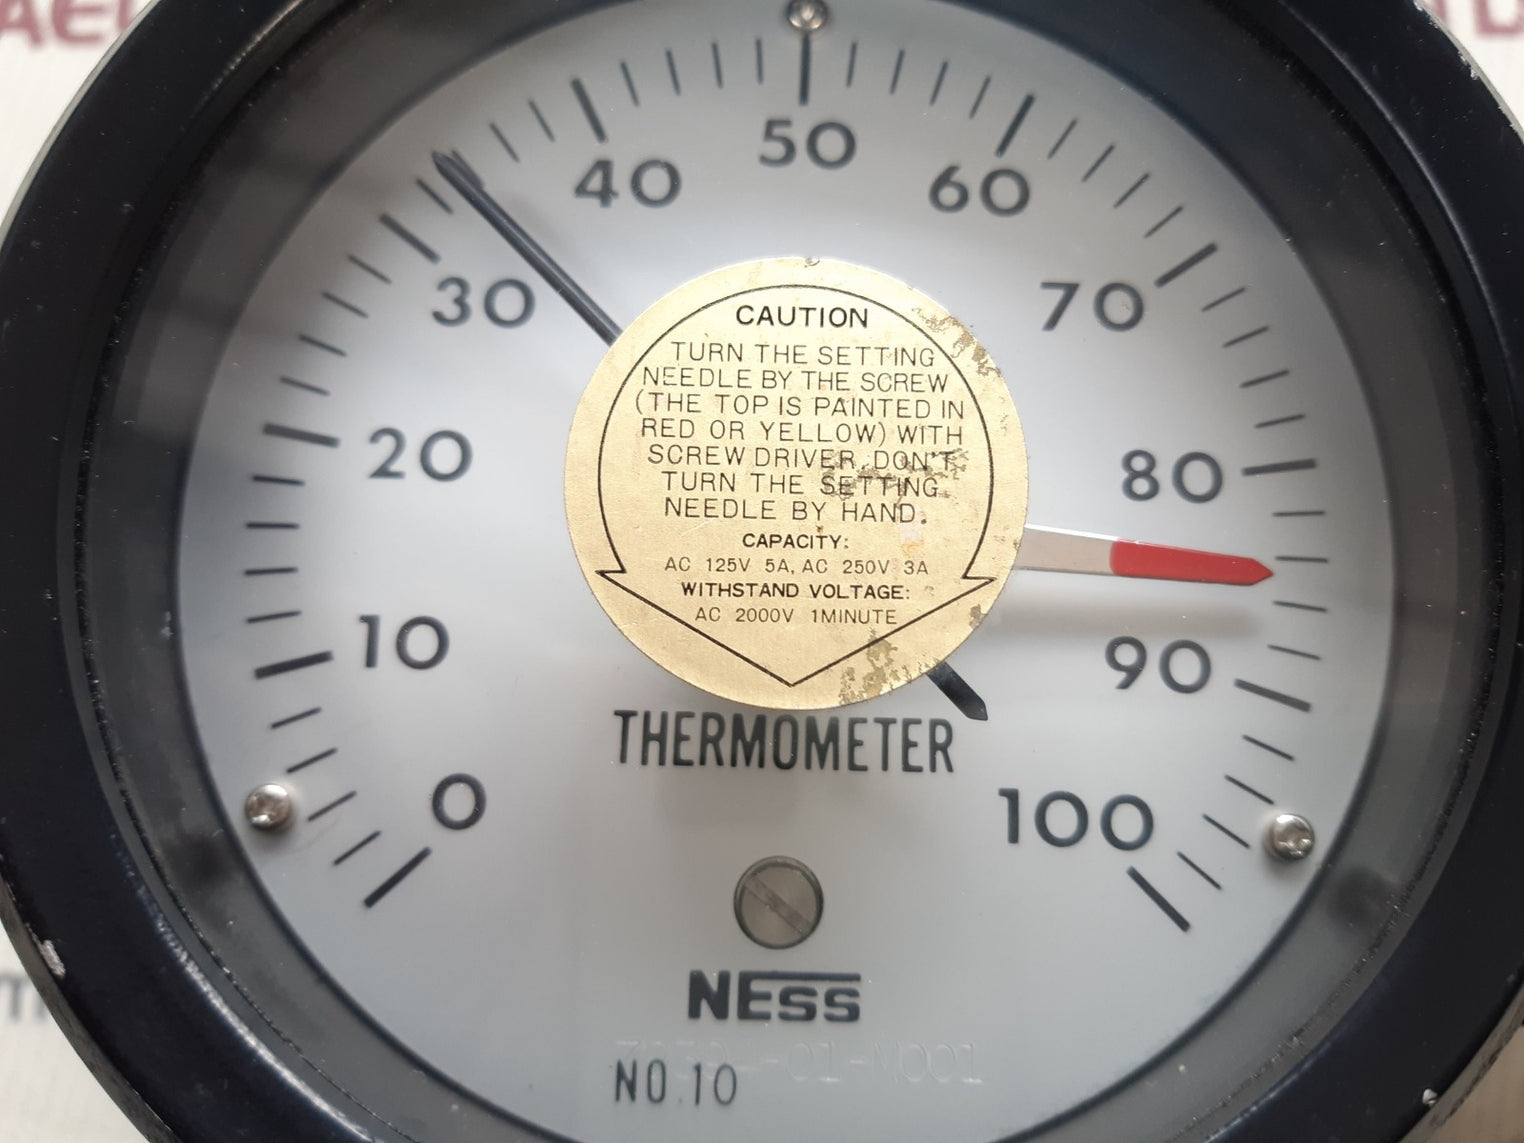 50
40
60
30
70
20
80
10
90
0
100
CAUTION
TURN THE SETTING
NEEDLE BY THE SCREW
(THE TOP IS PAINTED IN
RED OR YELLOW) WITH
SCREW DRIVER, DON'T
TURN THE SETTING
NEEDLE BY HAND.
CAPACITY:
AC 125V 5A, AC 250V 3A
WITHSTAND VOLTAGE:
AC 2000V 1MINUTE
THERMOMETER
NESS
NO.10